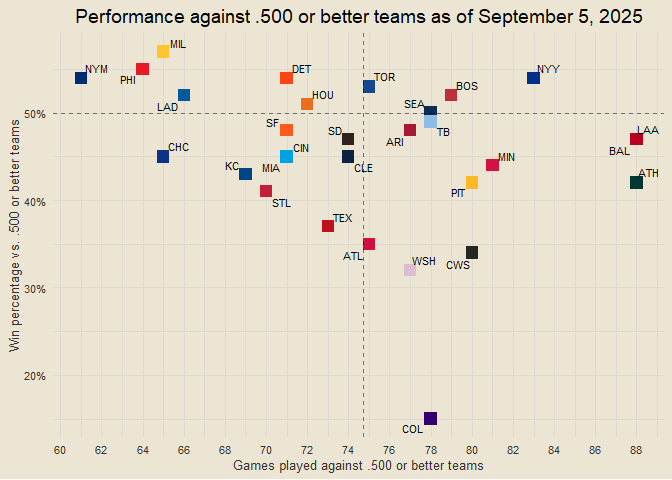 Performance against .500 or better teams as of September 5, 2025
MIL
NYM
PHI
DET
TOR
NYY
BOS
LAD
HOU
SEA
50%
SF
SD
ARI
TB
LAA
BAL
CHC
CIN
MIN
KC
MIA
CLE
ATH
PIT
STL
40%
TEX
ATL
WSH
CWS
30%
20%
COL
Win percentage vs. .500 or better teams
60 62 64 66 68 70 72 74 76 78 80 82 84 86 88
Games played against .500 or better teams